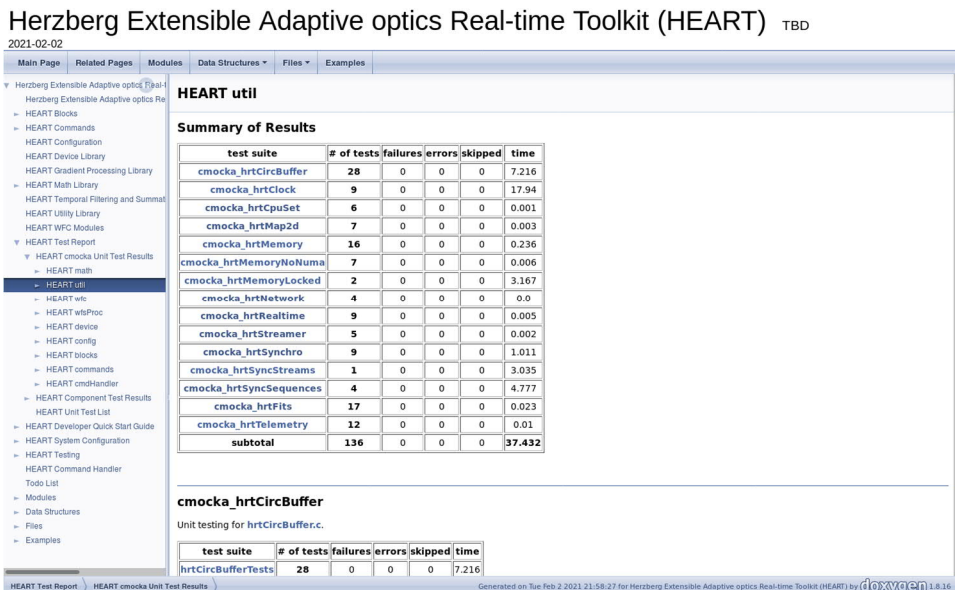 Herzberg Extensible Adaptive optics Real-time Toolkit (HEART) TBD
2021-02-02
Main Page Related Pages Modules Data Structures Files Examples
Herzberg Extensible Adaptive optics Real-t
Herzberg Extensible Adaptive optics Re
HEART Blocks
HEART Commands
HEART Configuration
HEART Device Library
HEART Gradient Processing Library
HEART Math Library
HEART Temporal Filtering and Summat
HEART Utility Library
HEART WFC Modules
HEART Test Report
HEART cmocka Unit Test Results
HEART math
HEART util
HEART wfc
HEART wfsProc
HEART device
HEART config
HEART blocks
HEART commands
HEART cmdHandler
HEART Component Test Results
HEART Unit Test List
HEART Developer Quick Start Guide
HEART System Configuration
HEART Testing
HEART Command Handler
Todo List
Modules
Data Structures
Files
Examples
HEART util
Summary of Results
test suite # of tests failures errors skipped time
cmocka_hrtCircBuffer 28 0 0 0 7.216
cmocka_hrtClock 9 0 0 0 17.94
cmocka_hrtCpuSet 6 0 0 0 0.001
cmocka_hrtMap2d 7 0 0 0 0.003
cmocka_hrtMemory 16 0 0 0 0.236
cmocka_hrtMemoryNoNuma 7 0 0 0 0.006
cmocka_hrtMemoryLocked 2 0 0 0 3.167
cmocka_hrtNetwork 4 0 0 0 0.0
cmocka_hrtRealtime 9 0 0 0 0.005
cmocka_hrtStreamer 5 0 0 0 0.002
cmocka_hrtSynchro 9 0 0 0 1.011
cmocka_hrtSyncStreams 1 0 0 0 3.035
cmocka_hrtSyncSequences 4 0 0 0 4.777
cmocka_hrtFits 17 0 0 0 0.023
cmocka_hrtTelemetry 12 0 0 0 0.01
subtotal 136 0 0 0 37.432
cmocka_hrtCircBuffer
Unit testing for hrtCircBuffer.c.
test suite # of tests failures errors skipped time
hrtCircBufferTests 28 0 0 0 7.216
HEART Test Report HEART cmocka Unit Test Results Generated on Tue Feb 2 2021 21:58:27 for Herzberg Extensible Adaptive optics Real-time Toolkit (HEART) by doxygen 1.8.16